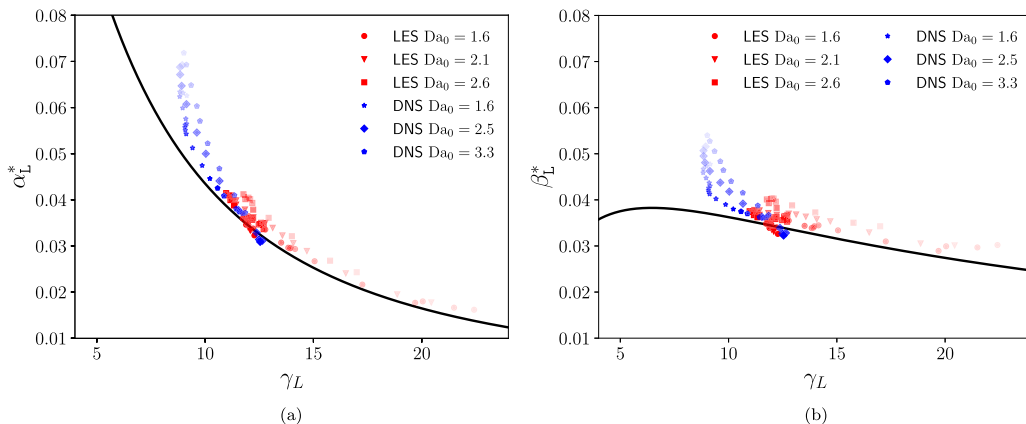 0.08
0.07
0.06
0.05
0.04
0.03
0.02
0.01
5
10
15
20
α*L
γL
LES Da0 = 1.6
LES Da0 = 2.1
LES Da0 = 2.6
DNS Da0 = 1.6
DNS Da0 = 2.5
DNS Da0 = 3.3
(a)
0.08
0.07
0.06
0.05
0.04
0.03
0.02
0.01
5
10
15
20
β*L
γL
LES Da0 = 1.6
LES Da0 = 2.1
LES Da0 = 2.6
DNS Da0 = 1.6
DNS Da0 = 2.5
DNS Da0 = 3.3
(b)